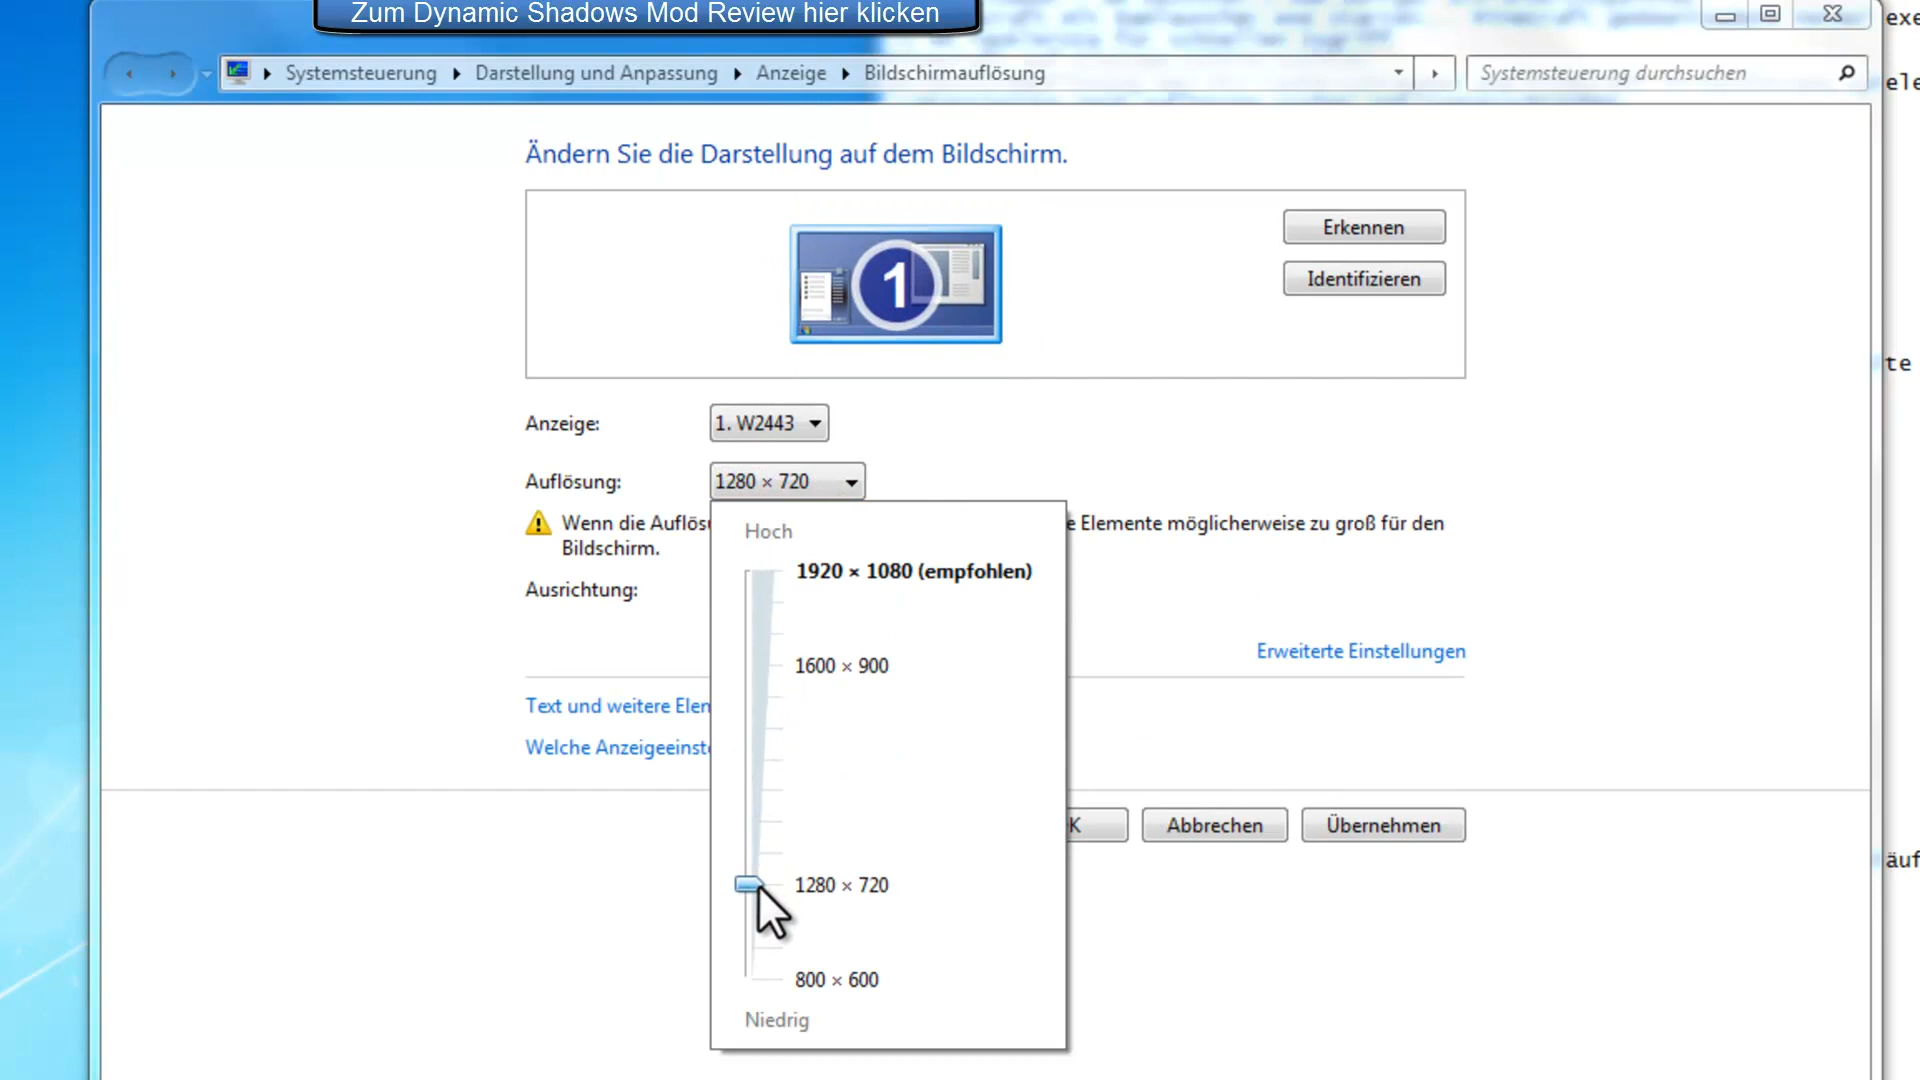 Zum Dynamic Shadows Mod Review hier klicken
exe
Systemsteuerung Darstellung und Anpassung Anzeige Bildschirmauflösung
Systemsteuerung durchsuchen
ele
Ändern Sie die Darstellung auf dem Bildschirm.
1
Erkennen
Identifizieren
te
Anzeige: 1. W2443
Auflösung: 1280 × 720
Wenn die Auflösu e Elemente möglicherweise zu groß für den
Bildschirm.
Hoch
1920 × 1080 (empfohlen)
Ausrichtung:
1600 × 900
Erweiterte Einstellungen
Text und weitere Elem
Welche Anzeigeeinste
K Abbrechen Übernehmen
äuf
1280 × 720
800 × 600
Niedrig